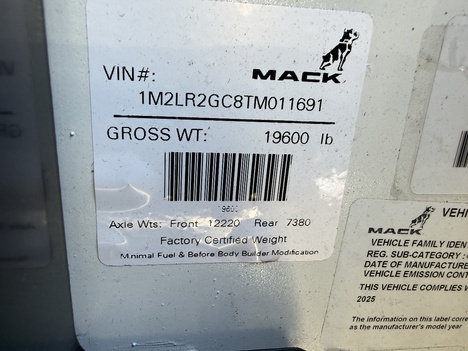 VIN#:
MACK
1M2LR2GC8TM011691
GROSS WT: 19600 lb
19600
Axle Wts: Front 12220 Rear 7380
Factory Certified Weight
Minimal Fuel & Before Body Builder Modification
MACK VEHI
VEHICLE FAMILY IDEN
REG. SUB-CATEGORY :
DATE OF MANUFACTUR
VEHICLE EMISSION CONT
THIS VEHICLE COMPLIES W
2025
The information on this label corre
as the manufacturer's model year